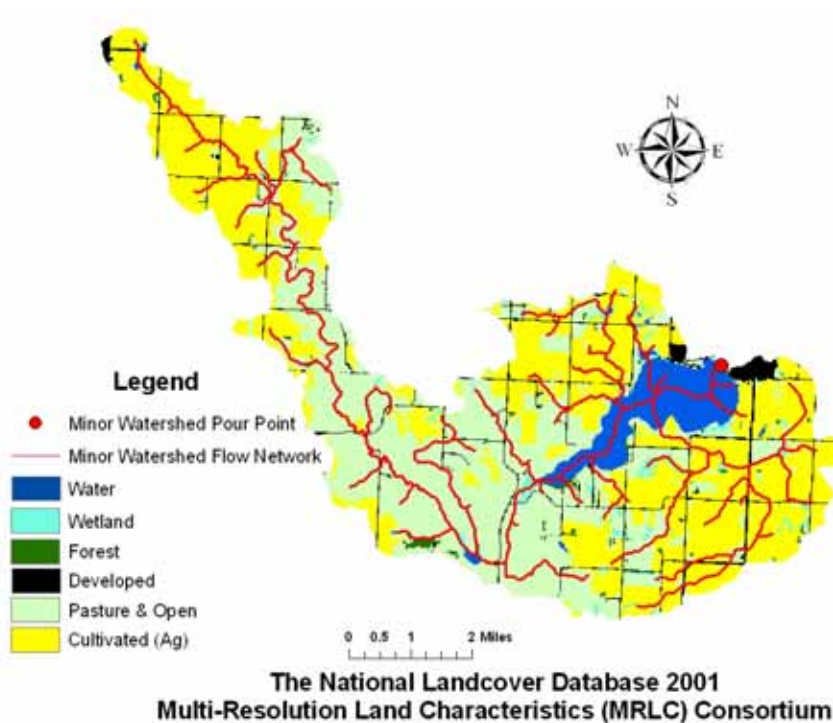 N
W E
S
Legend
Minor Watershed Pour Point
Minor Watershed Flow Network
Water
Wetland
Forest
Developed
Pasture & Open
Cultivated (Ag)
0 0.5 1 2 Miles
The National Landcover Database 2001
Multi-Resolution Land Characteristics (MRLC) Consortium